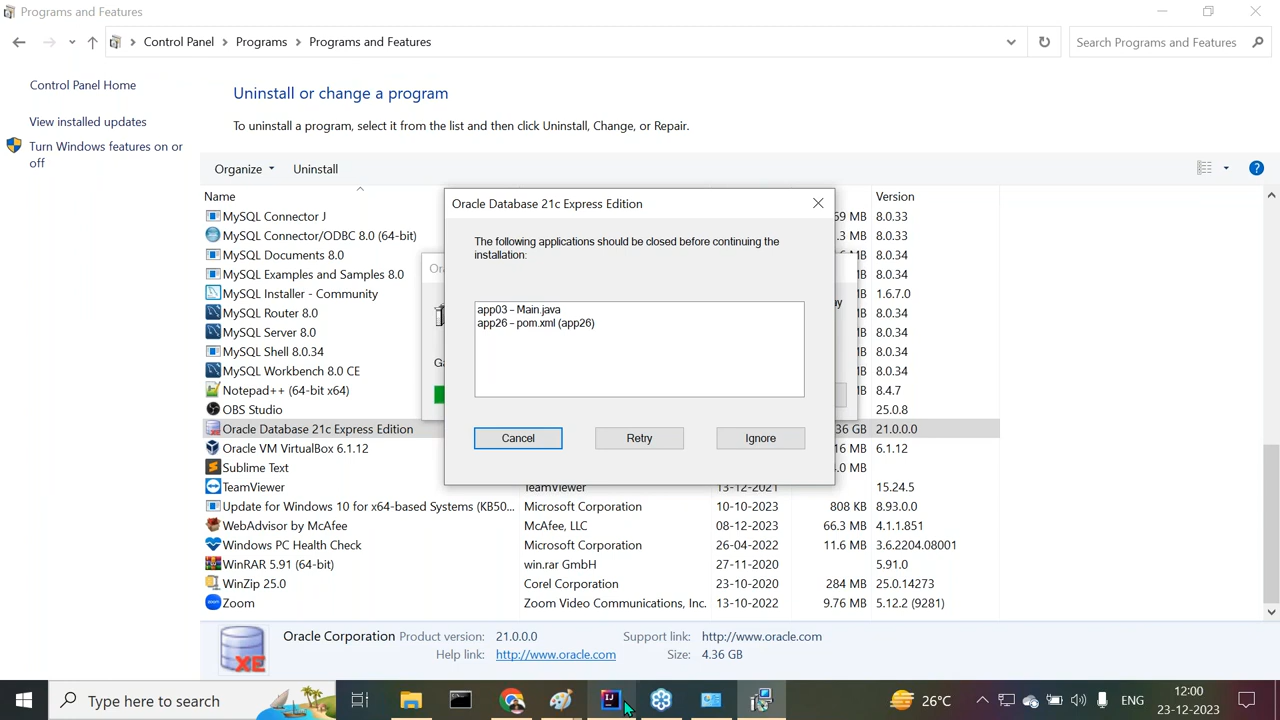 Programs and Features
Control Panel > Programs > Programs and Features
Search Programs and Features
Control Panel Home
View installed updates
Turn Windows features on or
off
Uninstall or change a program
To uninstall a program, select it from the list and then click Uninstall, Change, or Repair.
Organize Uninstall
Name Version
MySQL Connector J 8.0.33
MySQL Connector/ODBC 8.0 (64-bit) 8.0.33
MySQL Documents 8.0 8.0.34
MySQL Examples and Samples 8.0 8.0.34
MySQL Installer - Community 1.6.7.0
MySQL Router 8.0 8.0.34
MySQL Server 8.0 8.0.34
MySQL Shell 8.0.34 8.0.34
MySQL Workbench 8.0 CE 8.0.34
Notepad++ (64-bit x64) 8.4.7
OBS Studio 25.0.8
Oracle Database 21c Express Edition 21.0.0.0
Oracle VM VirtualBox 6.1.12 6.1.12
Sublime Text
TeamViewer TeamViewer 13-12-2021 15.24.5
Update for Windows 10 for x64-based Systems (KB50... Microsoft Corporation 10-10-2023 808 KB 8.93.0.0
WebAdvisor by McAfee McAfee, LLC 08-12-2023 66.3 MB 4.1.1.851
Windows PC Health Check Microsoft Corporation 26-04-2022 11.6 MB 3.6.2204.08001
WinRAR 5.91 (64-bit) win.rar GmbH 27-11-2020 5.91.0
WinZip 25.0 Corel Corporation 23-10-2020 284 MB 25.0.14273
Zoom Zoom Video Communications, Inc. 13-10-2022 9.76 MB 5.12.2 (9281)
Oracle Database 21c Express Edition
The following applications should be closed before continuing the
installation:
app03 – Main.java
app26 – pom.xml (app26)
Cancel Retry Ignore
Oracle Corporation Product version: 21.0.0.0 Support link: http://www.oracle.com
Help link: http://www.oracle.com Size: 4.36 GB
XE
Type here to search
26°C
ENG
12:00
23-12-2023